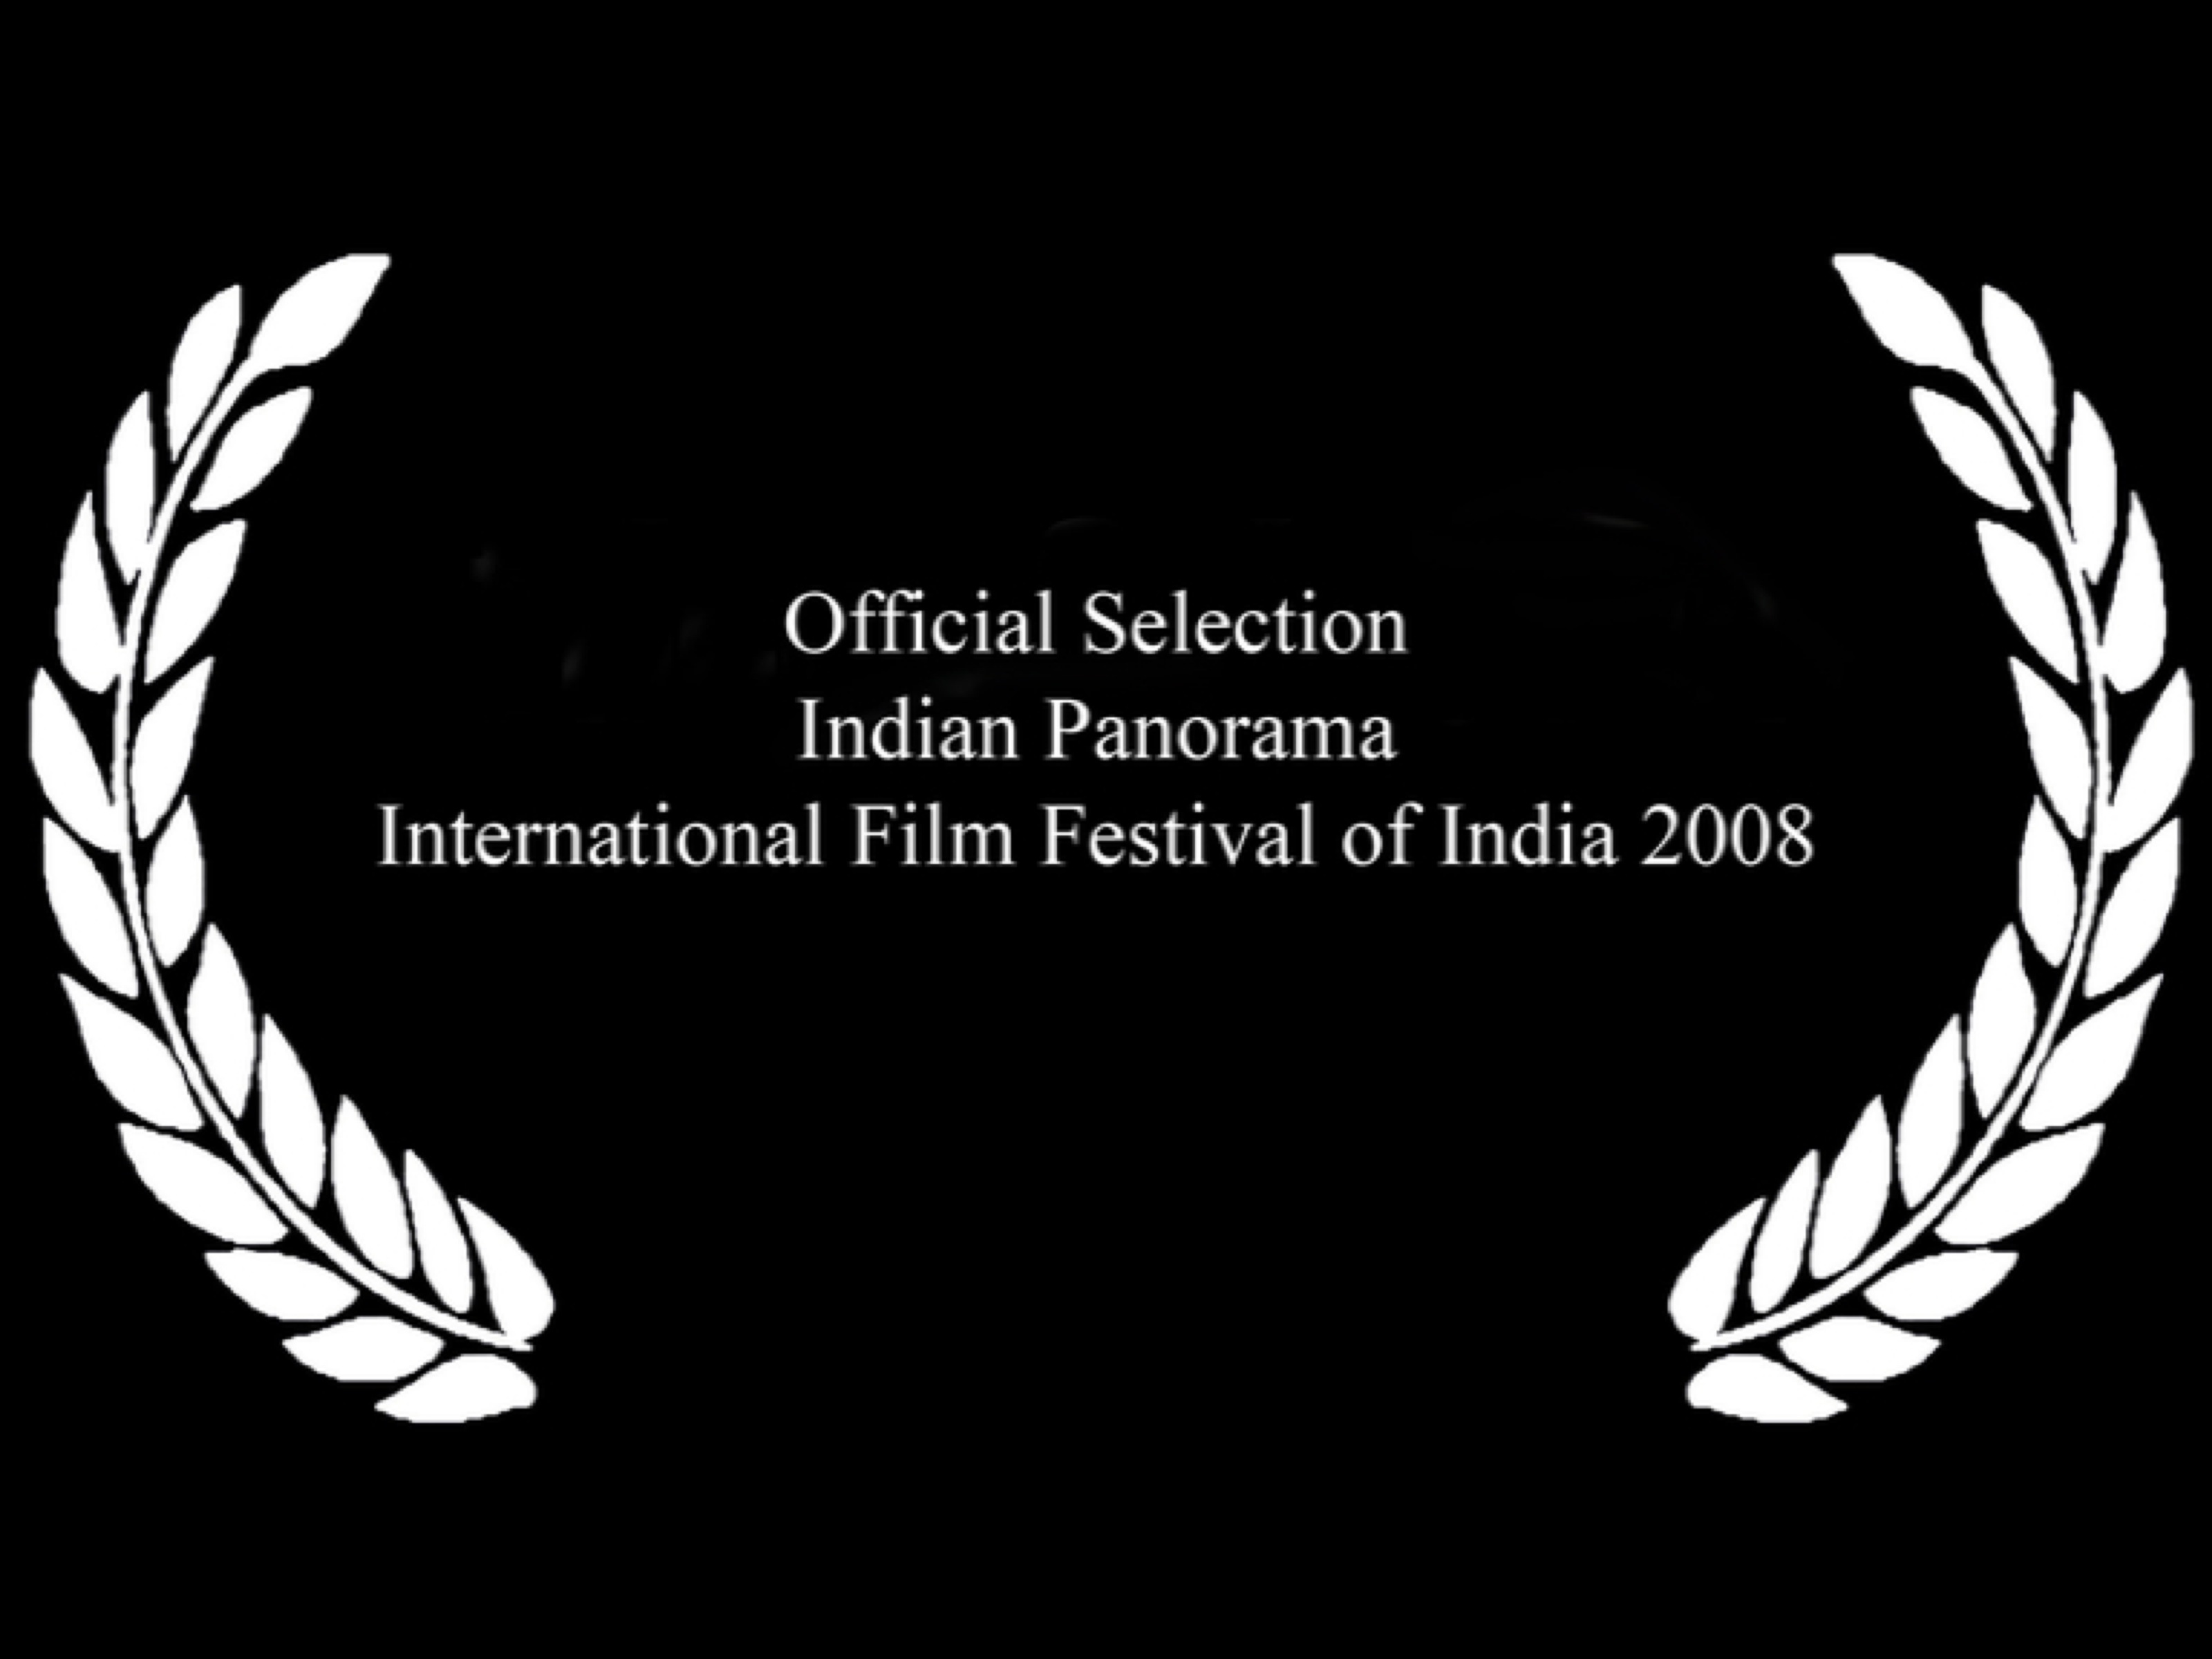 Official Selection
Indian Panorama
International Film Festival of India 2008